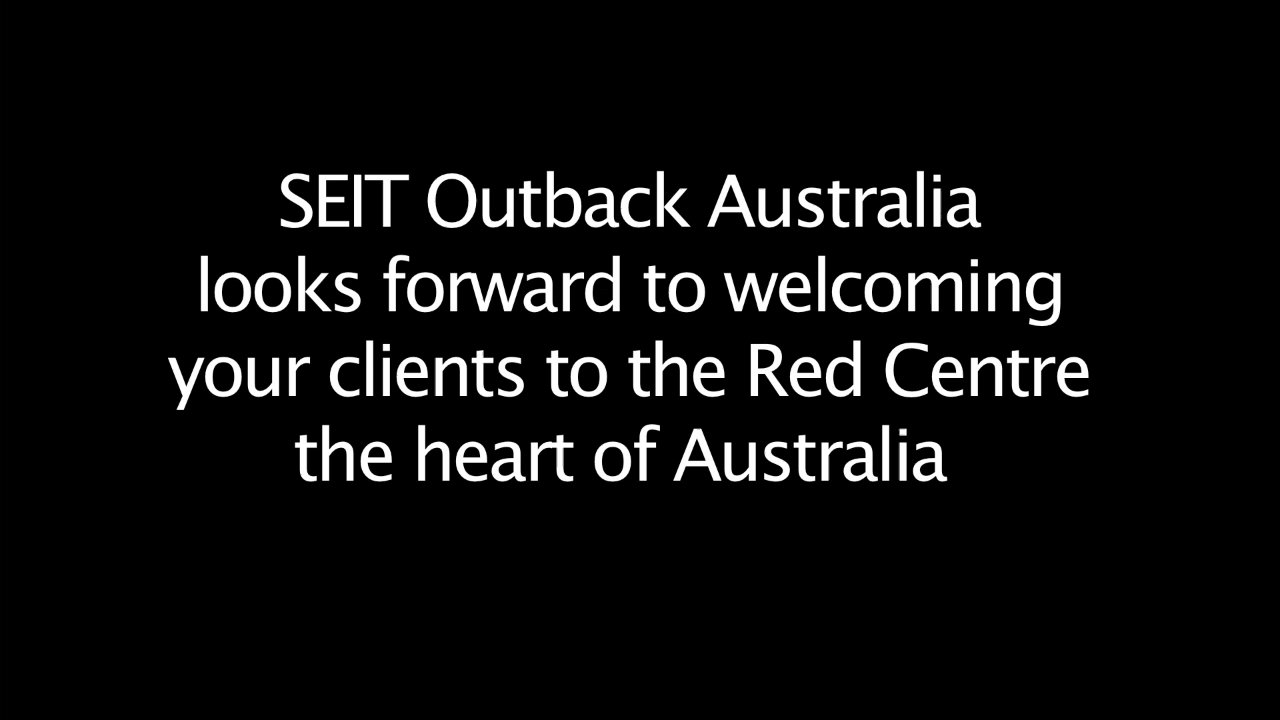 SEIT Outback Australia
looks forward to welcoming
your clients to the Red Centre
the heart of Australia